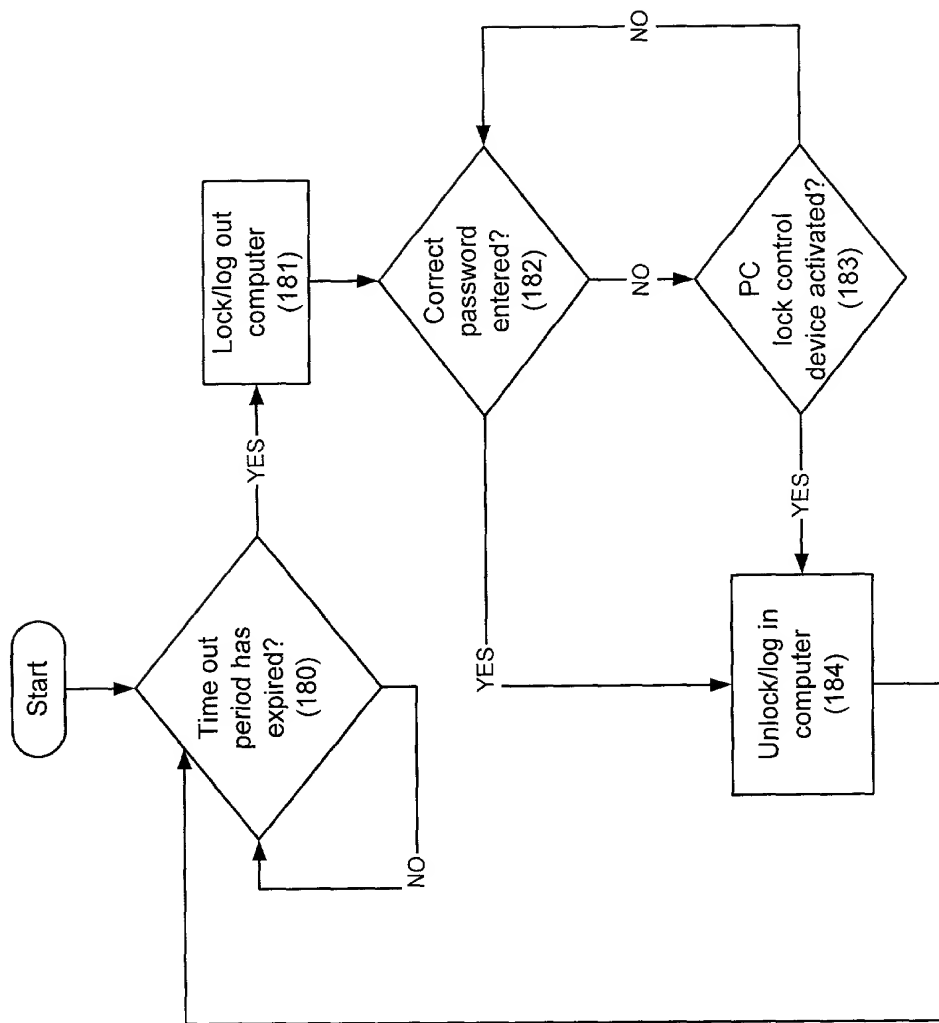 Start
Time out
period has
expired?
(180)
YES
NO
Lock/log out
computer
(181)
Correct
password
entered?
(182)
YES
NO
PC
lock control
device activated?
(183)
NO
YES
Unlock/log in
computer
(184)